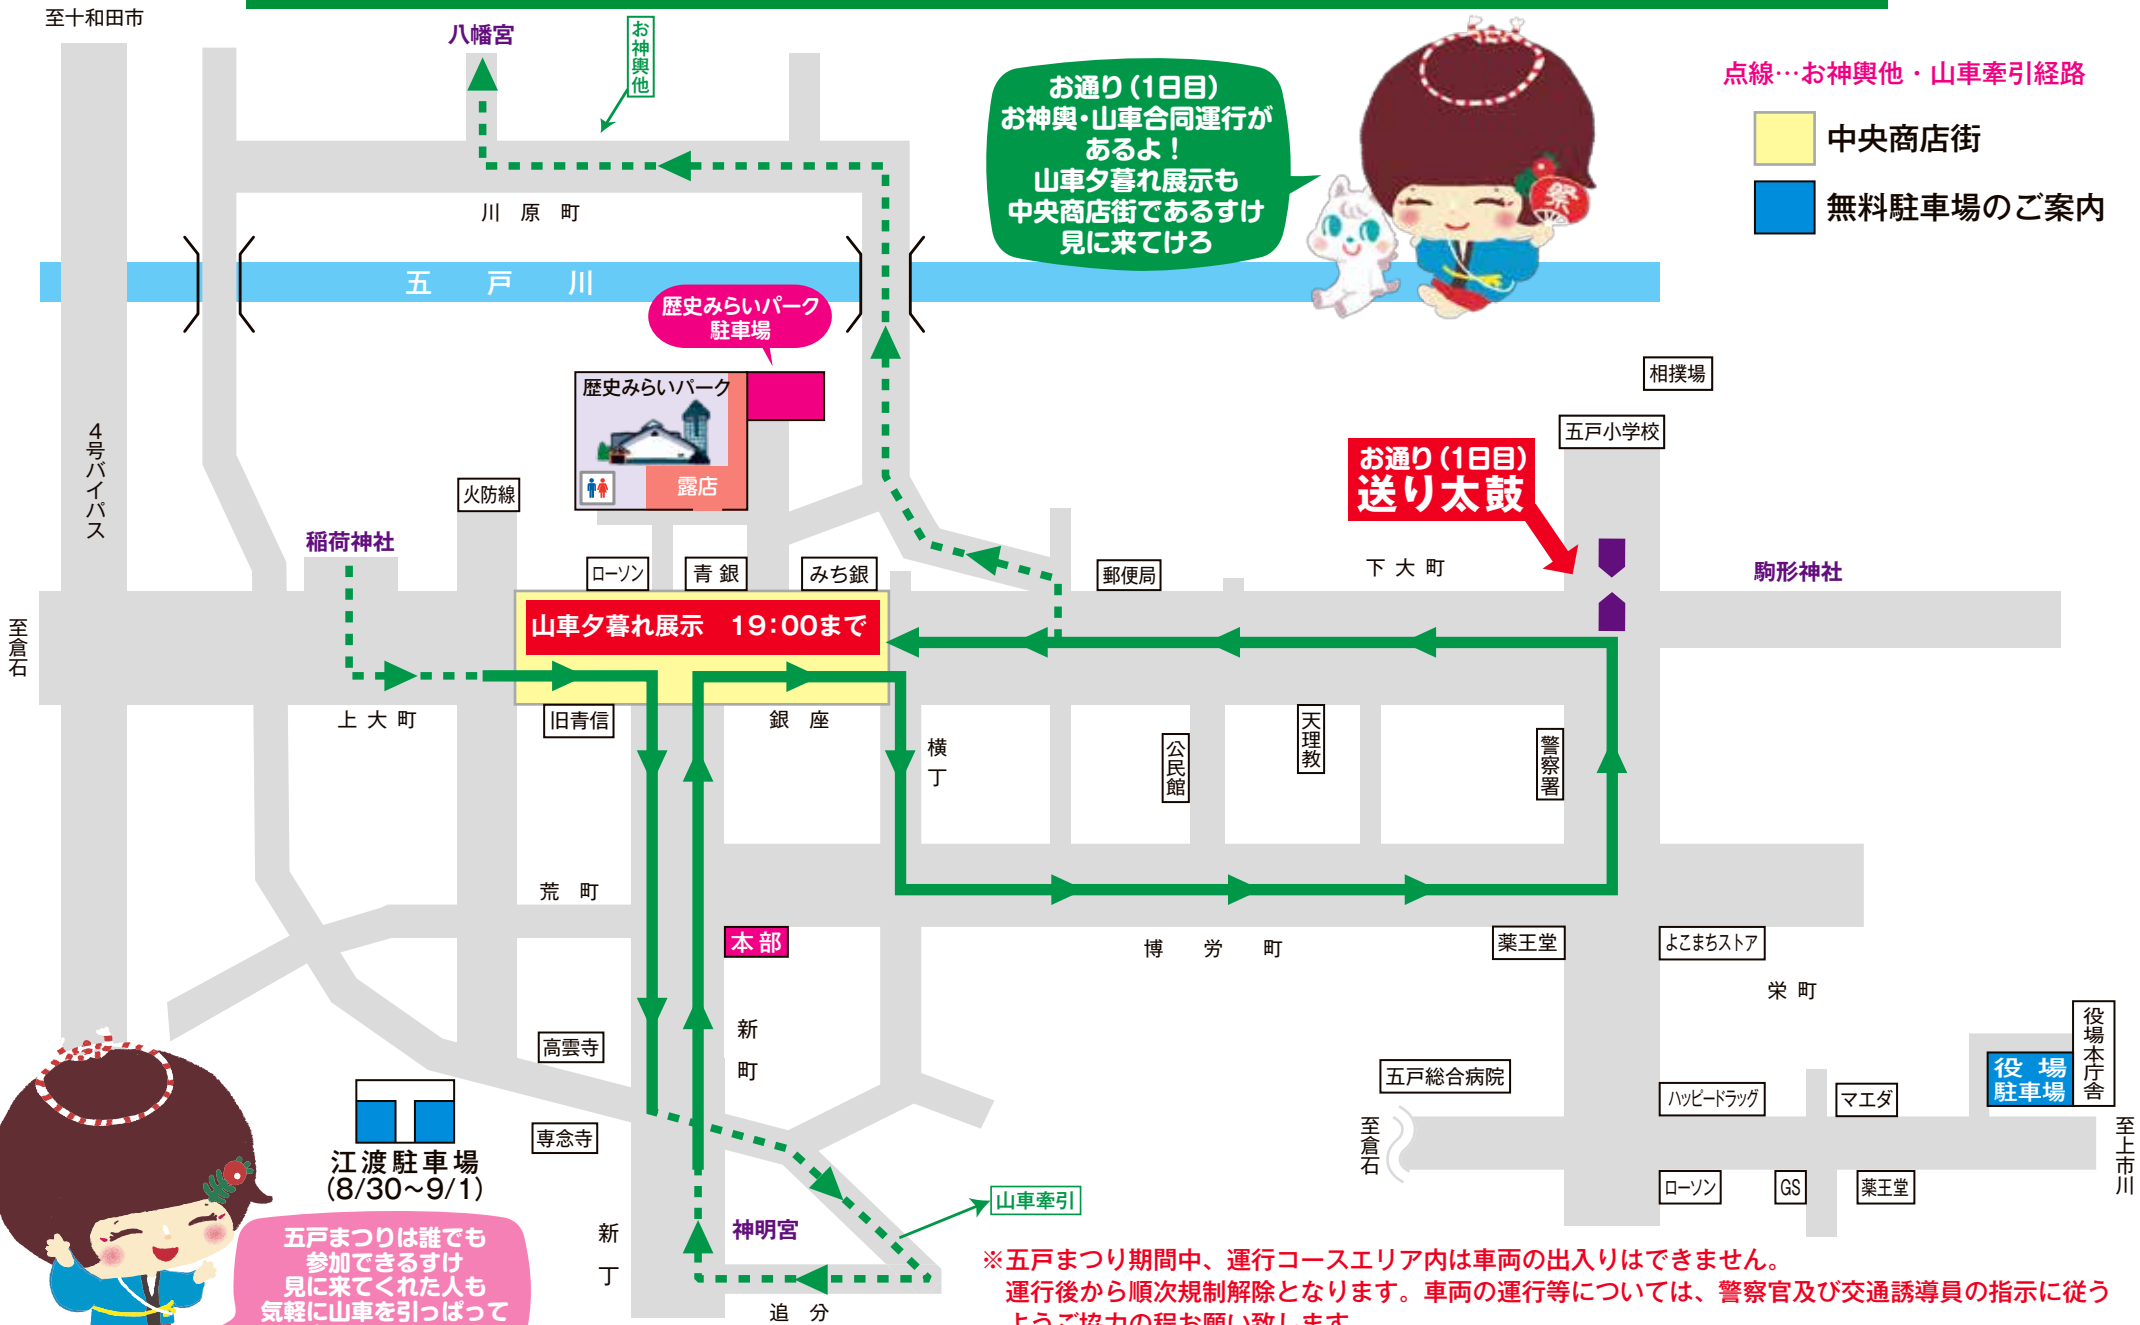 至十和田市
八幡宮
お神輿他
お通り(1日目)
お神輿・山車合同運行が
あるよ!
山車夕暮れ展示も
中央商店街であるすけ
見に来てけろ
祭
点線…お神輿他・山車牽引経路
中央商店街
無料駐車場のご案内
川原町
五戸川
歴史みらいパーク
駐車場
歴史みらいパーク
露店
相撲場
五戸小学校
お通り(1日目)
送り太鼓
4号バイパス
火防線
稲荷神社
ローソン
青銀
みち銀
郵便局
下大町
駒形神社
至倉石
山車夕暮れ展示 19:00まで
上大町
旧青信
銀座
横丁
公民館
天理教
警察署
荒町
本部
博労町
薬王堂
よこまちストア
栄町
新町
高雲寺
専念寺
五戸総合病院
至倉石
ハッピードラッグ
マエダ
役場
駐車場
役場本庁舎
至上市川
ローソン
GS
薬王堂
江渡駐車場
(8/30~9/1)
山車牽引
神明宮
新丁
追分
五戸まつりは誰でも
参加できるすけ
見に来てくれた人も
気軽に山車を引っぱって
※五戸まつり期間中、運行コースエリア内は車両の出入りはできません。
運行後から順次規制解除となります。車両の運行等については、警察官及び交通誘導員の指示に従う
ようご協力の程お願い致します。